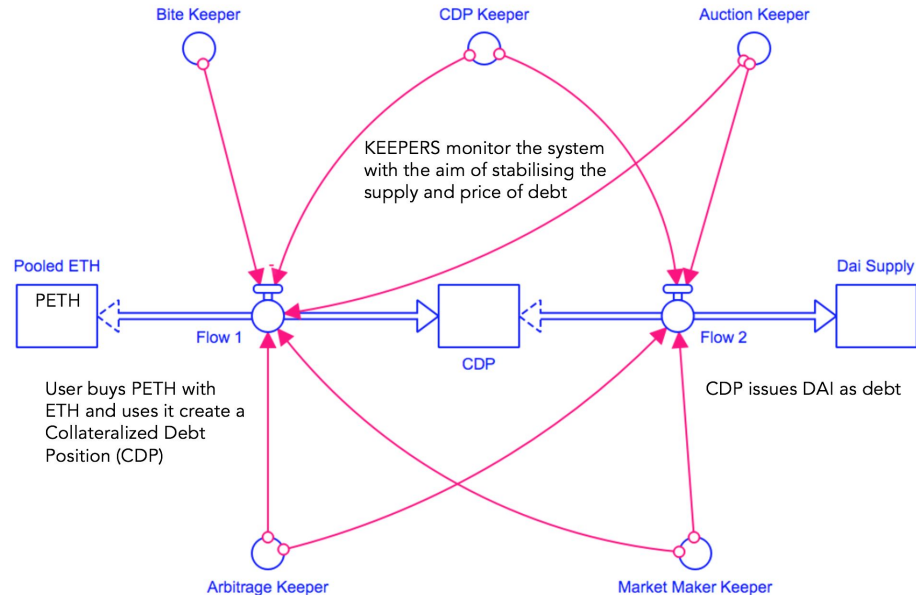 Bite Keeper
CDP Keeper
Auction Keeper
KEEPERS monitor the system
with the aim of stabilising the
supply and price of debt
Pooled ETH
Dai Supply
PETH
Flow 1
CDP
Flow 2
User buys PETH with
ETH and uses it create a
Collateralized Debt
Position (CDP)
CDP issues DAI as debt
Arbitrage Keeper
Market Maker Keeper